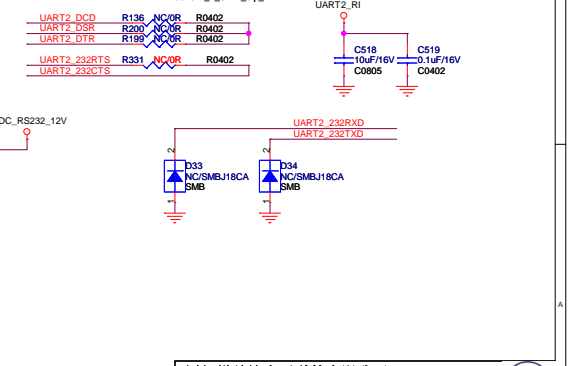 UART2_RI
UART2_DCD R136 NC/0R R0402
UART2_DSR R200 NC/0R R0402
UART2_DTR R199 NC/0R R0402
UART2_232RTS R331 NC/0R R0402
UART2_232CTS
C518
10uF/16V
C0805
C519
0.1uF/16V
C0402
DC_RS232_12V
UART2_232RXD
UART2_232TXD
2
D33
NC/SMBJ18CA
SMB
1
2
D34
NC/SMBJ18CA
SMB
1
A